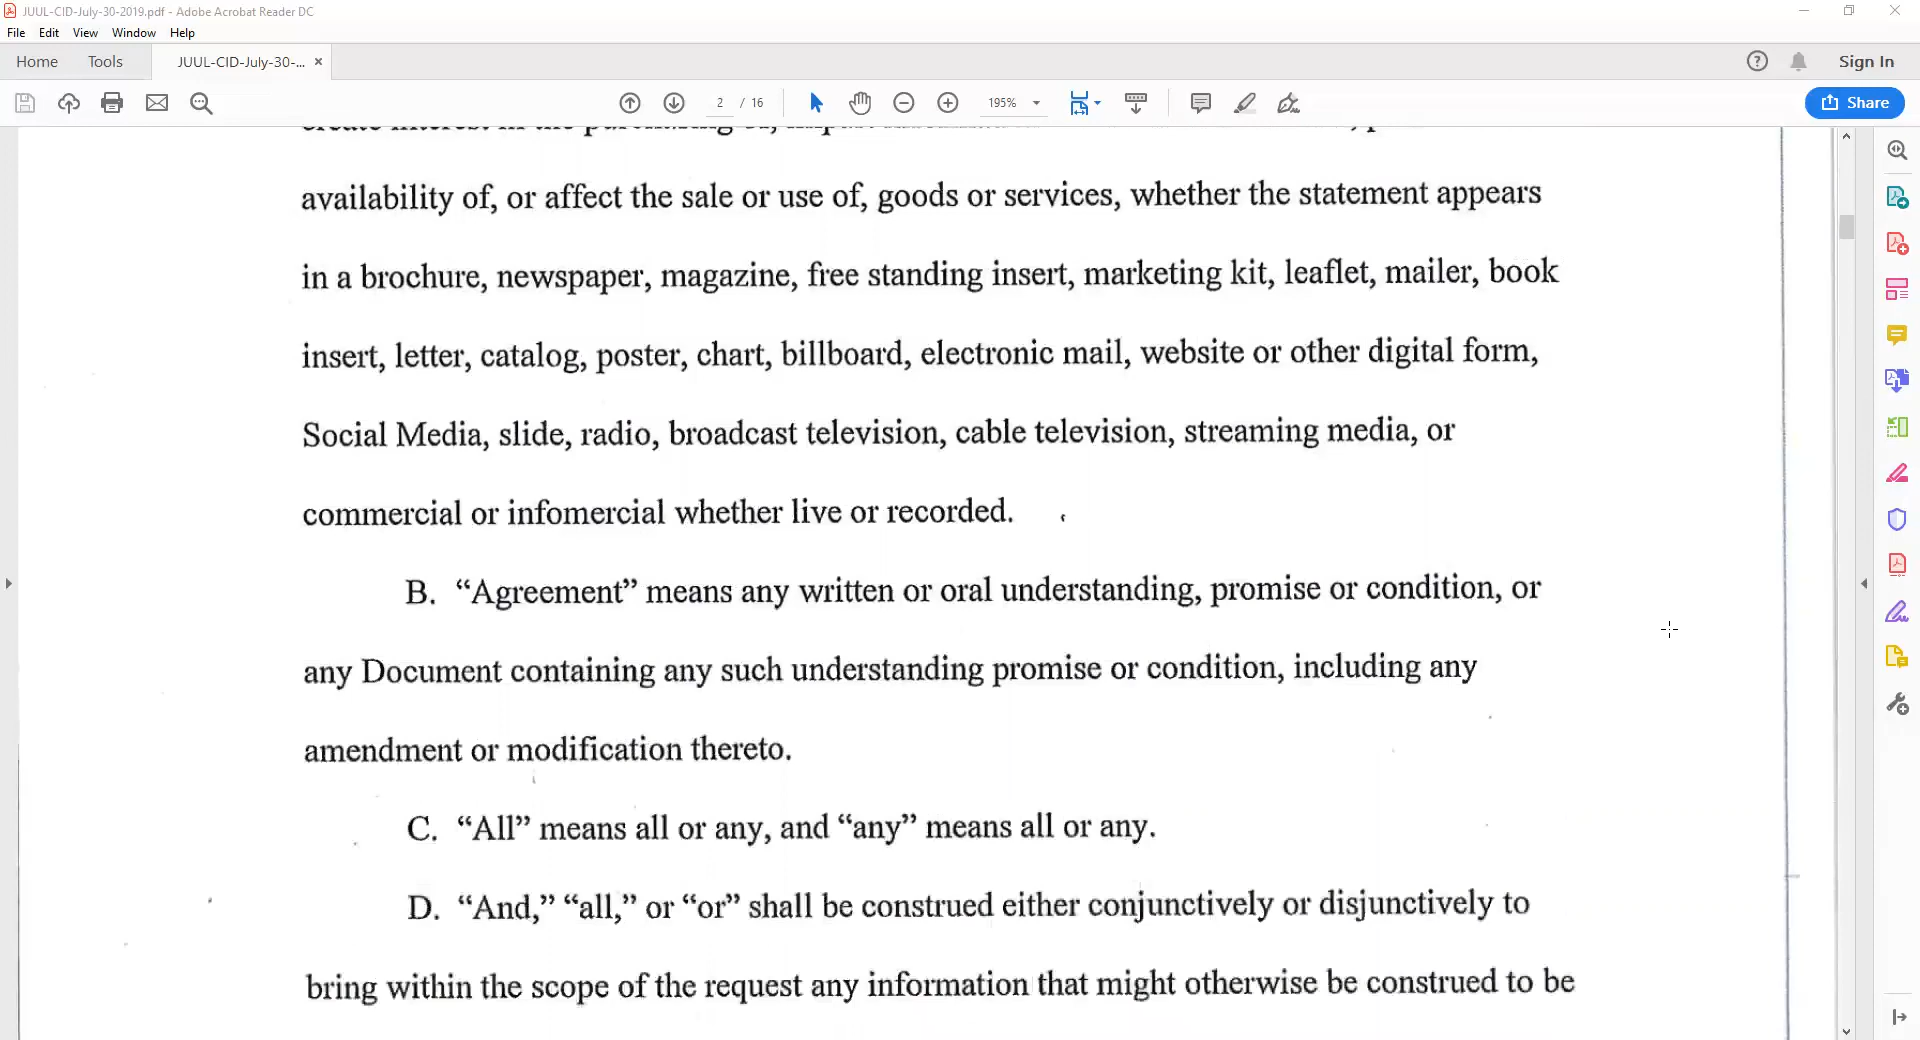 JUUL-CID-July-30-2019.pdf - Adobe Acrobat Reader DC
File Edit View Window Help
Home Tools JUUL-CID-July-30-... × Sign In
2 / 16 195% Share
availability of, or affect the sale or use of, goods or services, whether the statement appears
in a brochure, newspaper, magazine, free standing insert, marketing kit, leaflet, mailer, book
insert, letter, catalog, poster, chart, billboard, electronic mail, website or other digital form,
Social Media, slide, radio, broadcast television, cable television, streaming media, or
commercial or infomercial whether live or recorded.
B. “Agreement” means any written or oral understanding, promise or condition, or
any Document containing any such understanding promise or condition, including any
amendment or modification thereto.
C. “All” means all or any, and “any” means all or any.
D. “And,” “all,” or “or” shall be construed either conjunctively or disjunctively to
bring within the scope of the request any information that might otherwise be construed to be